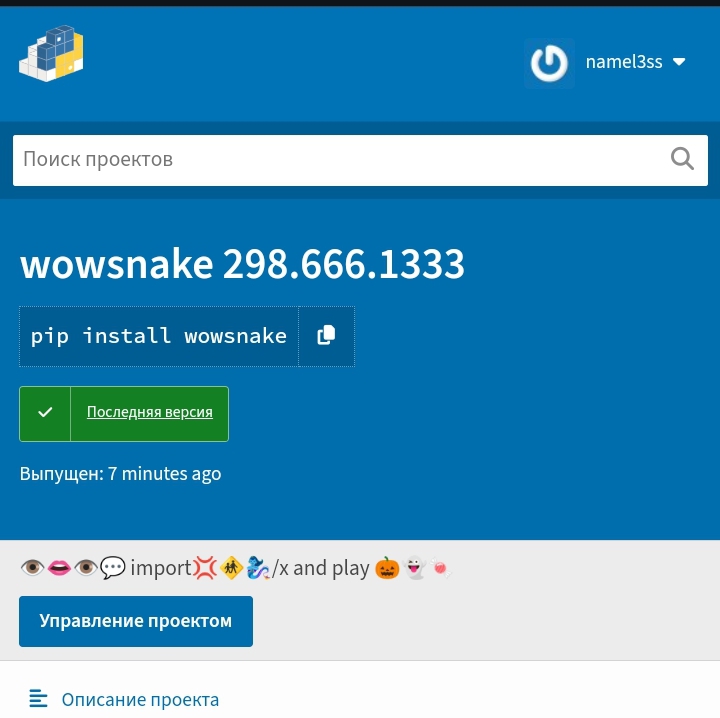 namel3ss
Поиск проектов
wowsnake 298.666.1333
pip install wowsnake
Последняя версия
Выпущен: 7 minutes ago
👁️👄👁️💬 import💢🚸🧞‍♂️/x and play 🎃👻🍬
Управление проектом
Описание проекта